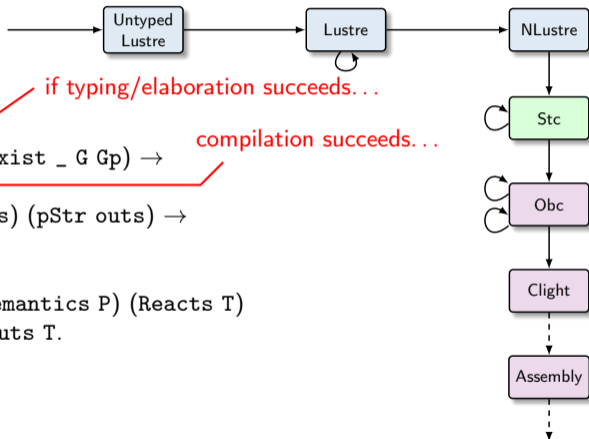 Untyped
Lustre
Lustre
NLustre
if typing/elaboration succeeds...
Stc
compilation succeeds...
xist _ G Gp) →
Obc
s) (pStr outs) →
Clight
emantics P) (Reacts T)
uts T.
Assembly